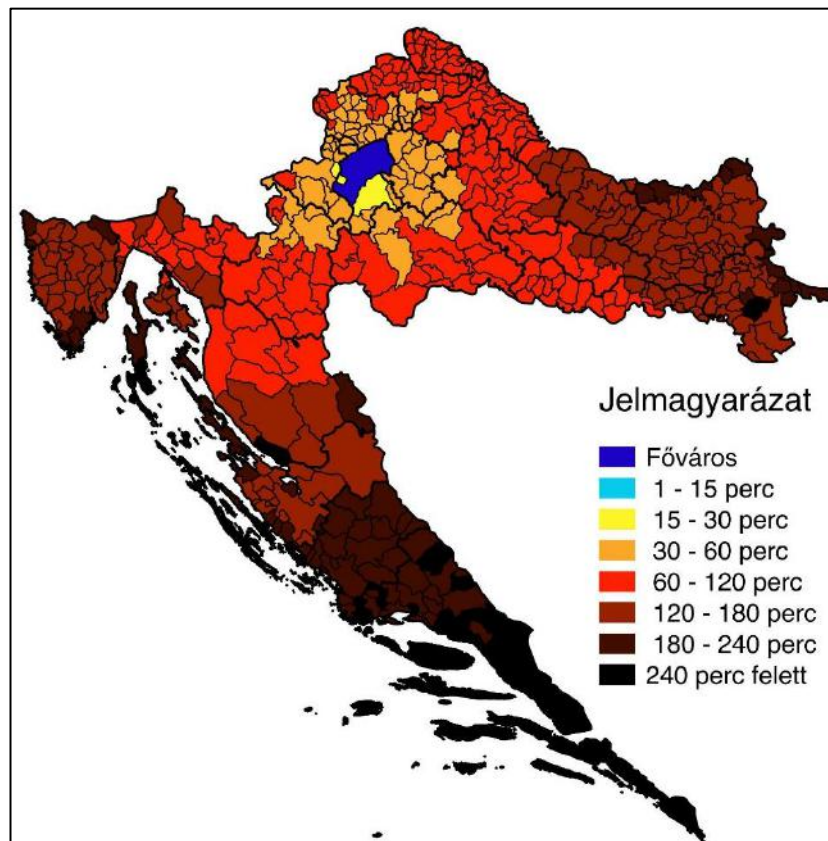 Jelmagyarázat
Főváros
1 - 15 perc
15 - 30 perc
30 - 60 perc
60 - 120 perc
120 - 180 perc
180 - 240 perc
240 perc felett